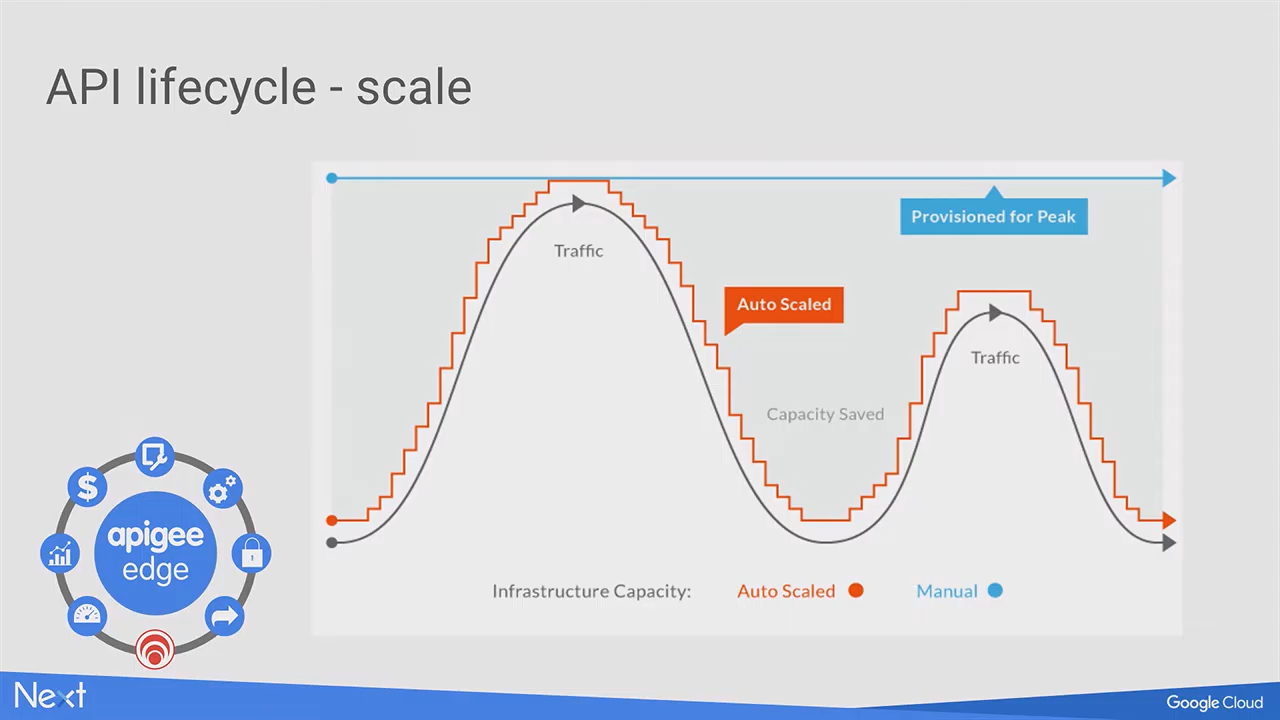 API lifecycle - scale
Provisioned for Peak
Traffic
Auto Scaled
Traffic
Capacity Saved
$
apigee
edge
Infrastructure Capacity:
Auto Scaled
Manual
Next
Google Cloud